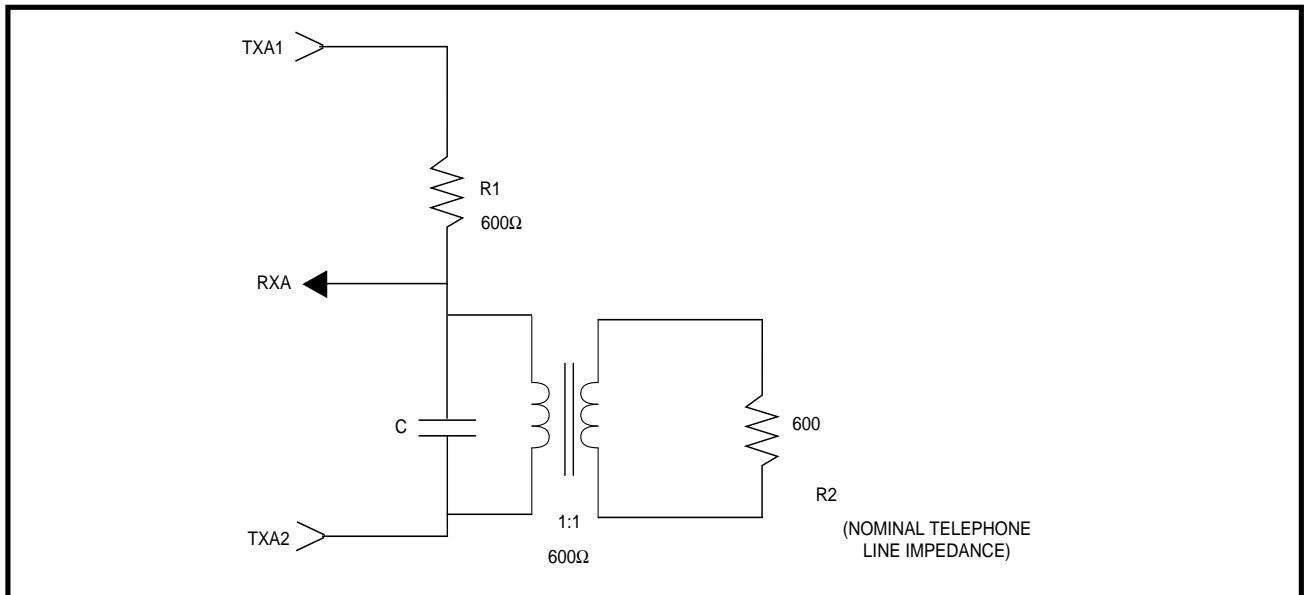 TXA1
R1
600Ω
RXA
C
600
R2
TXA2
1:1
600Ω
(NOMINAL TELEPHONE
LINE IMPEDANCE)